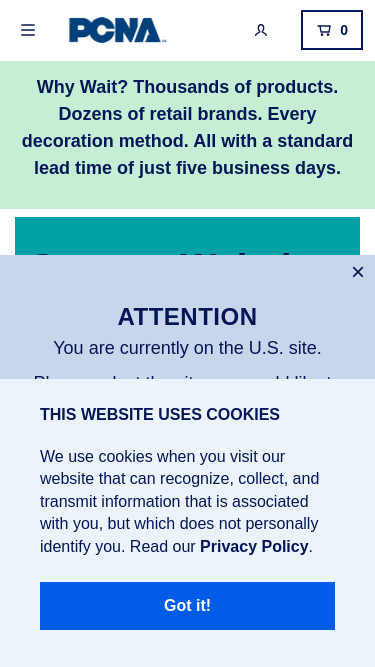 PCNA
0
Why Wait? Thousands of products.
Dozens of retail brands. Every
decoration method. All with a standard
lead time of just five business days.
ATTENTION
You are currently on the U.S. site.
THIS WEBSITE USES COOKIES
We use cookies when you visit our
website that can recognize, collect, and
transmit information that is associated
with you, but which does not personally
identify you. Read our Privacy Policy.
Got it!